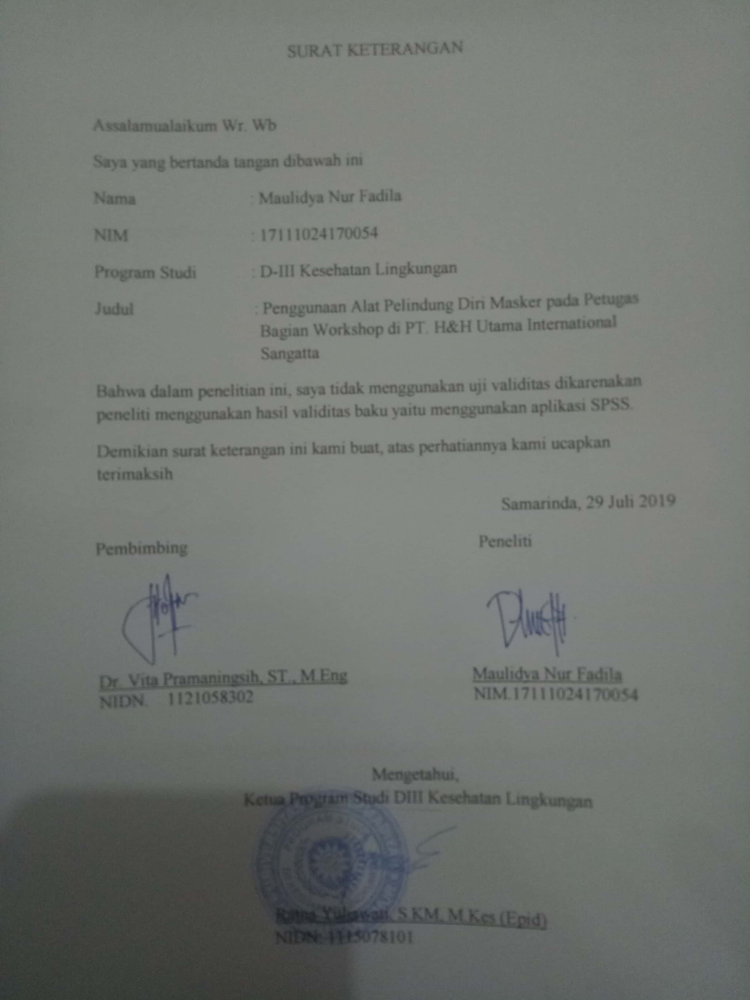 SURAT KETERANGAN
Assalamualaikum Wr. Wb
Saya yang bertanda tangan dibawah ini
Nama : Maulidya Nur Fadila
NIM : 17111024170054
Program Studi : D-III Kesehatan Lingkungan
Judul : Penggunaan Alat Pelindung Diri Masker pada Petugas
Bagian Workshop di PT. H&H Utama International
Sangatta
Bahwa dalam penelitian ini, saya tidak menggunakan uji validitas dikarenakan
peneliti menggunakan hasil validitas baku yaitu menggunakan aplikasi SPSS.
Demikian surat keterangan ini kami buat, atas perhatiannya kami ucapkan
terimaksih
Samarinda, 29 Juli 2019
Pembimbing Peneliti
Dr. Vita Pramaningsih, ST., M.Eng Maulidya Nur Fadila
NIDN. 1121058302 NIM.17111024170054
Mengetahui,
Ketua Program Studi DIII Kesehatan Lingkungan
Ratna Yuliawati, S.KM, M.Kes (Epid)
NIDN: 1115078101